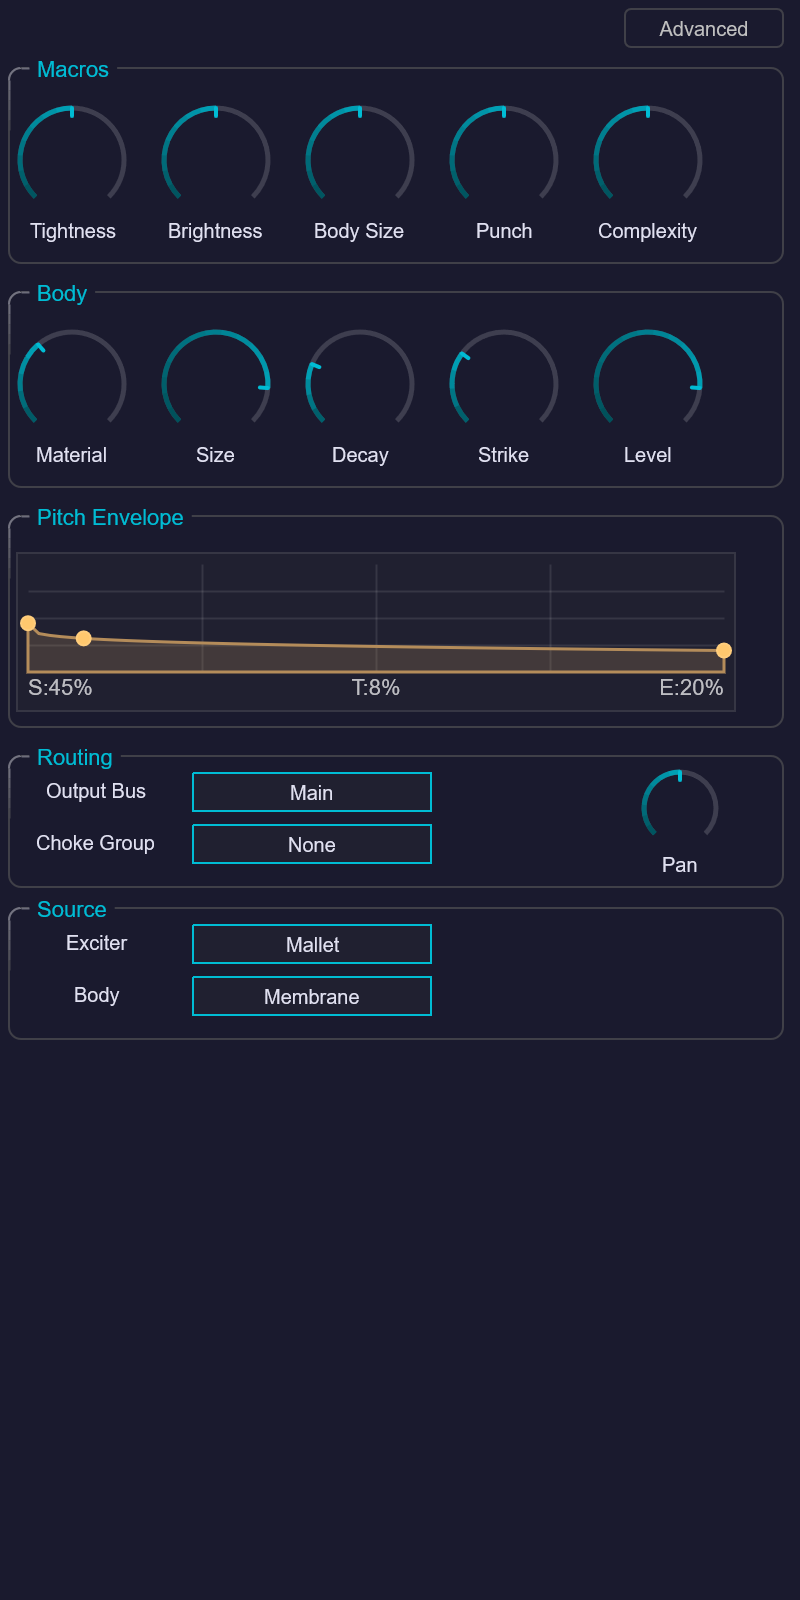 Advanced
Macros
Tightness Brightness Body Size Punch Complexity
Body
Material Size Decay Strike Level
Pitch Envelope
S:45% T:8% E:20%
Routing
Output Bus Main
Choke Group None
Pan
Source
Exciter Mallet
Body Membrane